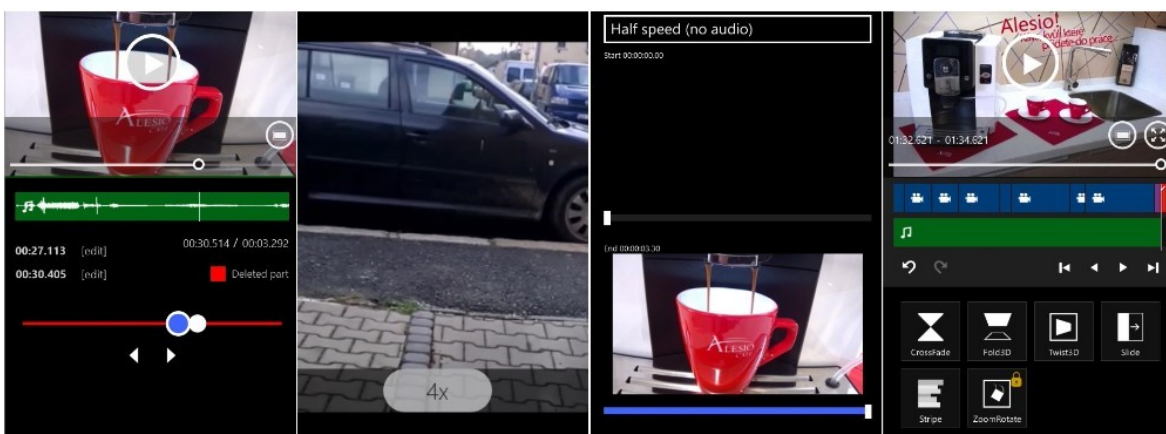 ALESIO
00:27.113 [edit]
00:30.514 / 00:03.292
00:30.405 [edit]
Deleted part
4x
Half speed (no audio)
Start 00:00:00.00
End 00:00:03.30
ALESIO
Alesio!
01:32.621 - 01:34.621
CrossFade
Fold3D
Twist3D
Slide
Stripe
ZoomRotate